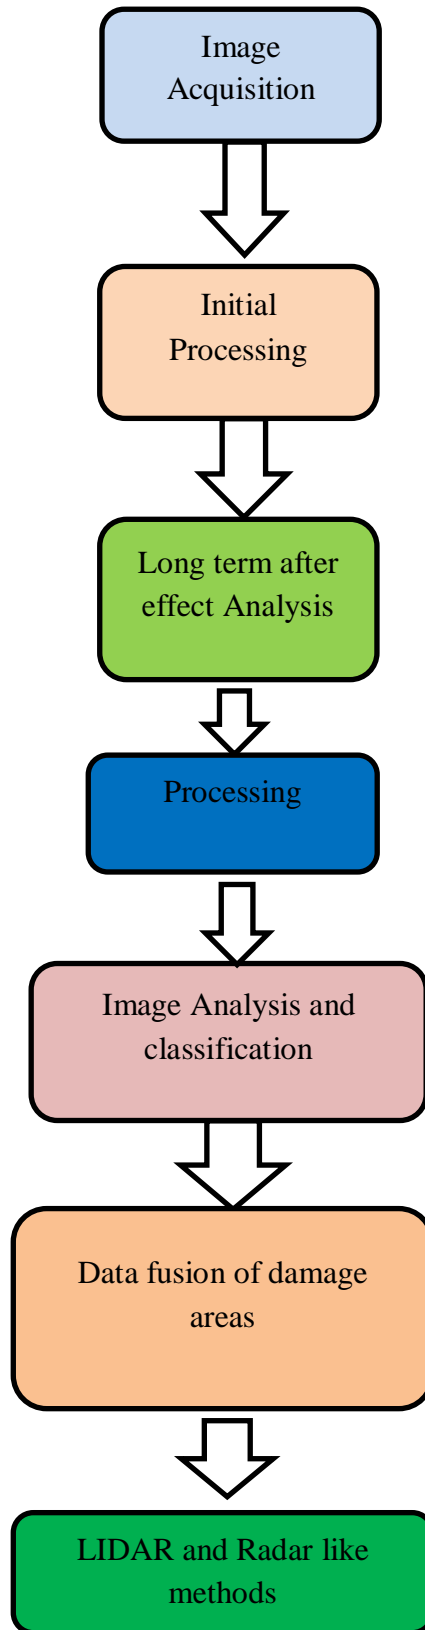 Image
Acquisition
Initial
Processing
Long term after
effect Analysis
Processing
Image Analysis and
classification
Data fusion of damage
areas
LIDAR and Radar like
methods